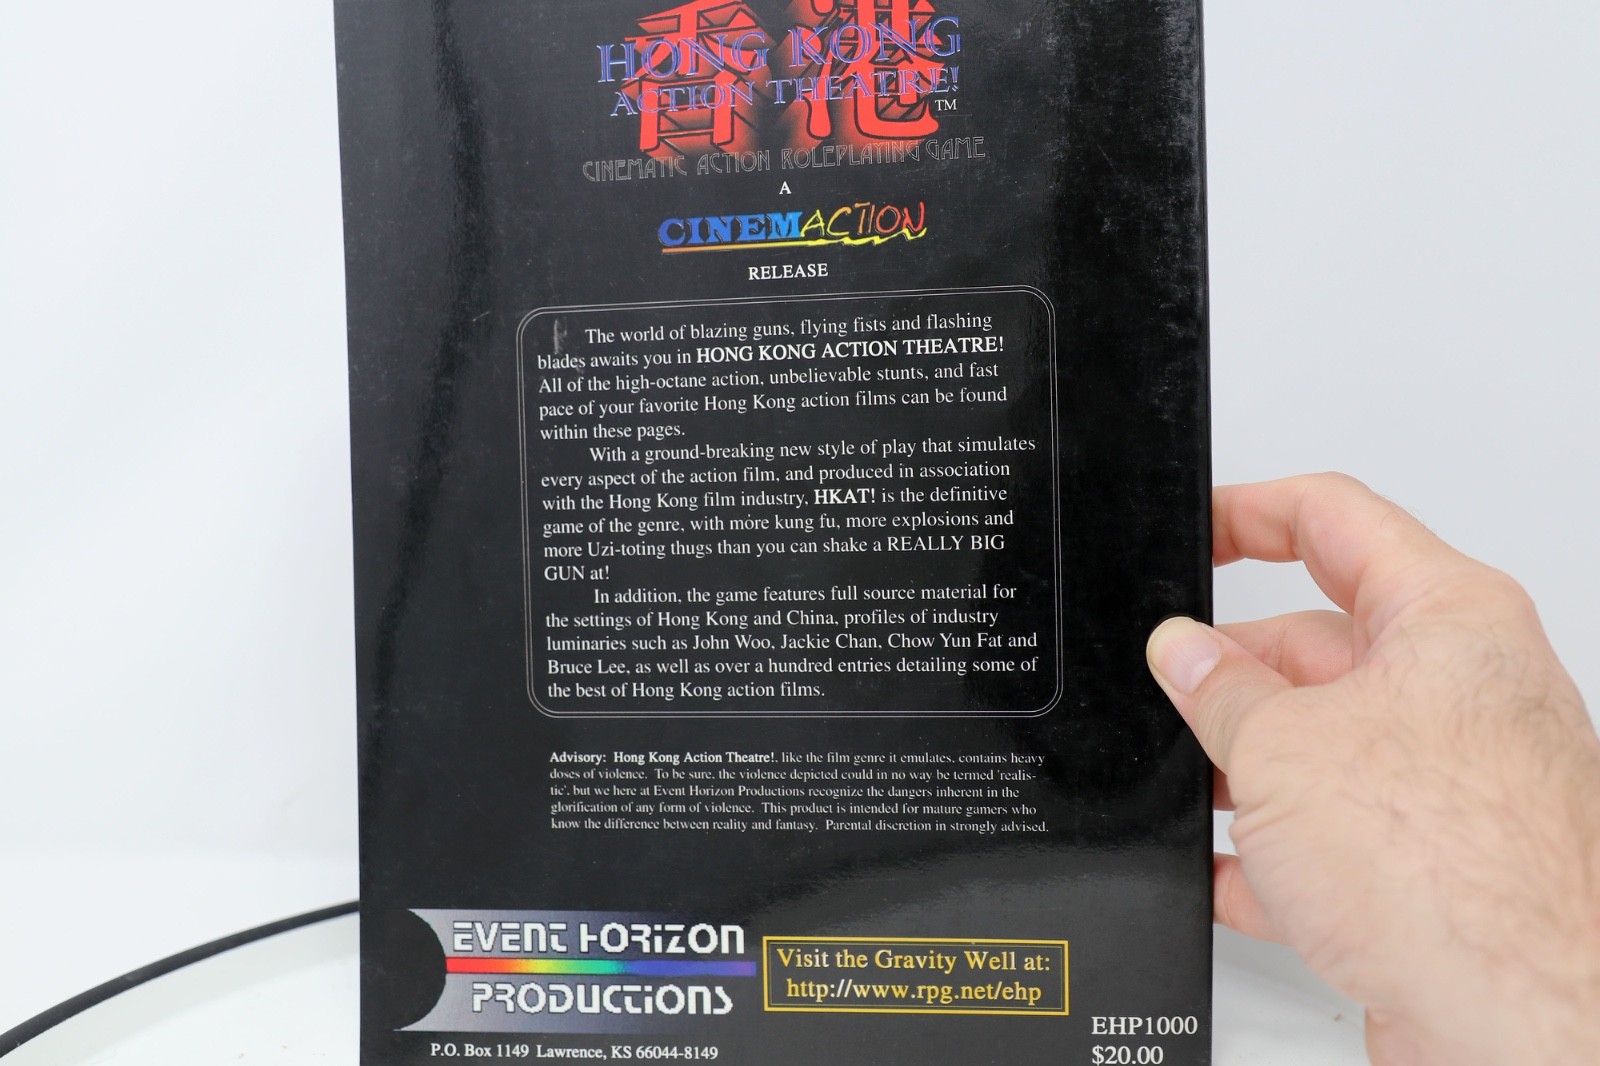 香港
HONG KONG
ACTION THEATRE!
TM
CINEMATIC ACTION ROLEPLAYING GAME
A
CINEMACTION
RELEASE
The world of blazing guns, flying fists and flashing
blades awaits you in HONG KONG ACTION THEATRE!
All of the high-octane action, unbelievable stunts, and fast
pace of your favorite Hong Kong action films can be found
within these pages.
With a ground-breaking new style of play that simulates
every aspect of the action film, and produced in association
with the Hong Kong film industry, HKAT! is the definitive
game of the genre, with more kung fu, more explosions and
more Uzi-toting thugs than you can shake a REALLY BIG
GUN at!
In addition, the game features full source material for
the settings of Hong Kong and China, profiles of industry
luminaries such as John Woo, Jackie Chan, Chow Yun Fat and
Bruce Lee, as well as over a hundred entries detailing some of
the best of Hong Kong action films.
Advisory: Hong Kong Action Theatre!, like the film genre it emulates, contains heavy
doses of violence. To be sure, the violence depicted could in no way be termed 'realis-
tic', but we here at Event Horizon Productions recognize the dangers inherent in the
glorification of any form of violence. This product is intended for mature gamers who
know the difference between reality and fantasy. Parental discretion in strongly advised.
EVENT HORIZON
PRODUCTIONS
Visit the Gravity Well at:
http://www.rpg.net/ehp
P.O. Box 1149 Lawrence, KS 66044-8149
EHP1000
$20.00